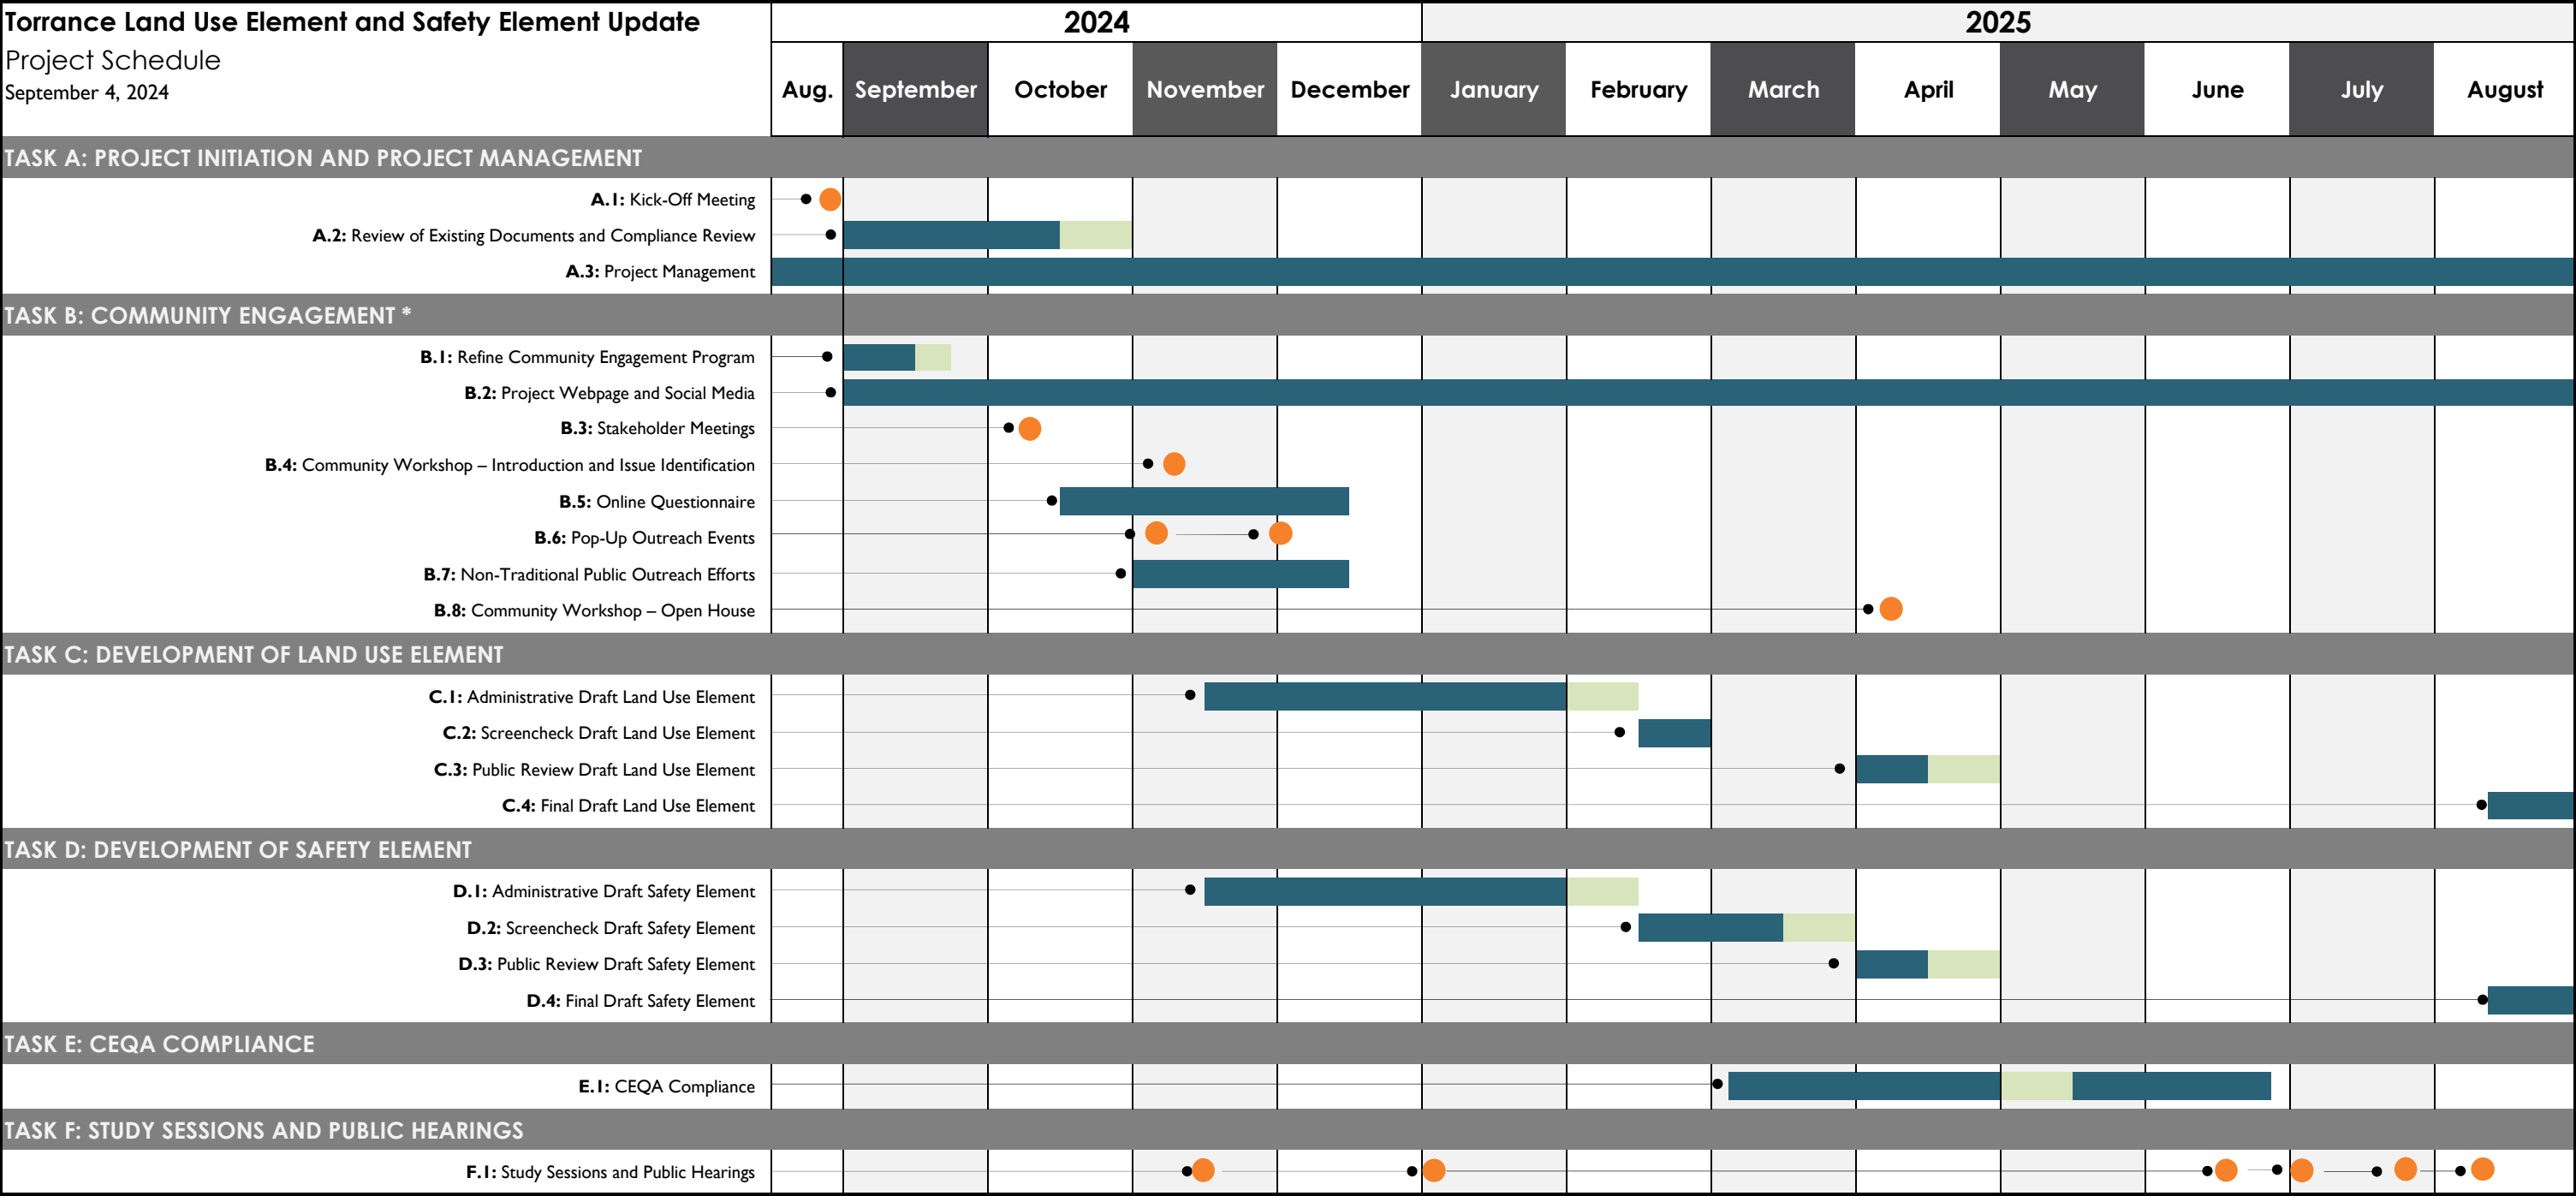 Torrance Land Use Element and Safety Element Update
Project Schedule
September 4, 2024
2024 2025
Aug. September October November December January February March April May June July August
TASK A: PROJECT INITIATION AND PROJECT MANAGEMENT
A.1: Kick-Off Meeting
A.2: Review of Existing Documents and Compliance Review
A.3: Project Management
TASK B: COMMUNITY ENGAGEMENT *
B.1: Refine Community Engagement Program
B.2: Project Webpage and Social Media
B.3: Stakeholder Meetings
B.4: Community Workshop – Introduction and Issue Identification
B.5: Online Questionnaire
B.6: Pop-Up Outreach Events
B.7: Non-Traditional Public Outreach Efforts
B.8: Community Workshop – Open House
TASK C: DEVELOPMENT OF LAND USE ELEMENT
C.1: Administrative Draft Land Use Element
C.2: Screencheck Draft Land Use Element
C.3: Public Review Draft Land Use Element
C.4: Final Draft Land Use Element
TASK D: DEVELOPMENT OF SAFETY ELEMENT
D.1: Administrative Draft Safety Element
D.2: Screencheck Draft Safety Element
D.3: Public Review Draft Safety Element
D.4: Final Draft Safety Element
TASK E: CEQA COMPLIANCE
E.1: CEQA Compliance
TASK F: STUDY SESSIONS AND PUBLIC HEARINGS
F.1: Study Sessions and Public Hearings